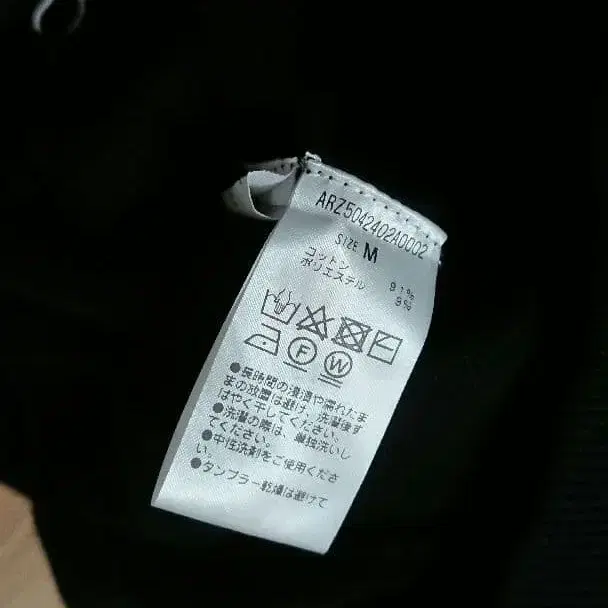 ARZ5042402A0002
SIZE M
コットン 91%
ポリエステル 9%
F W
●長時間の浸漬や濡れたま
まの放置は避け、洗濯後す
ばやく干してください。
●洗濯の際は、単独洗いし
てください。
●中性洗剤をご使用くださ
い。
●タンブラー乾燥は避けて